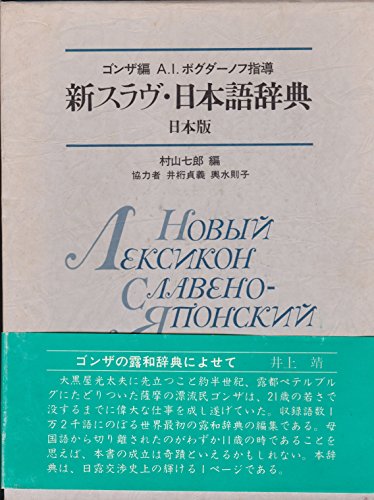 ゴンザ編 A.I.ボグダーノフ指導
新スラヴ・日本語辞典
日本版
村山七郎 編
協力者 井桁貞義 輿水則子
Новый
Лексикон
Славено-
Японский
ゴンザの露和辞典によせて 井上 靖
大黒屋光太夫に先立つこと約半世紀、露都ペテルブル
グにたどりついた薩摩の漂流民ゴンザは、21歳の若さで
没するまでに偉大な仕事を成し遂げていた。収録語数1
万2千語にのぼる世界最初の露和辞典の編集である。母
国語から切り離されたのがわずか11歳の時であることを
思えば、本書の成立は奇蹟といえるかもしれない。本辞
典は、日露交渉史上の輝ける1ページである。